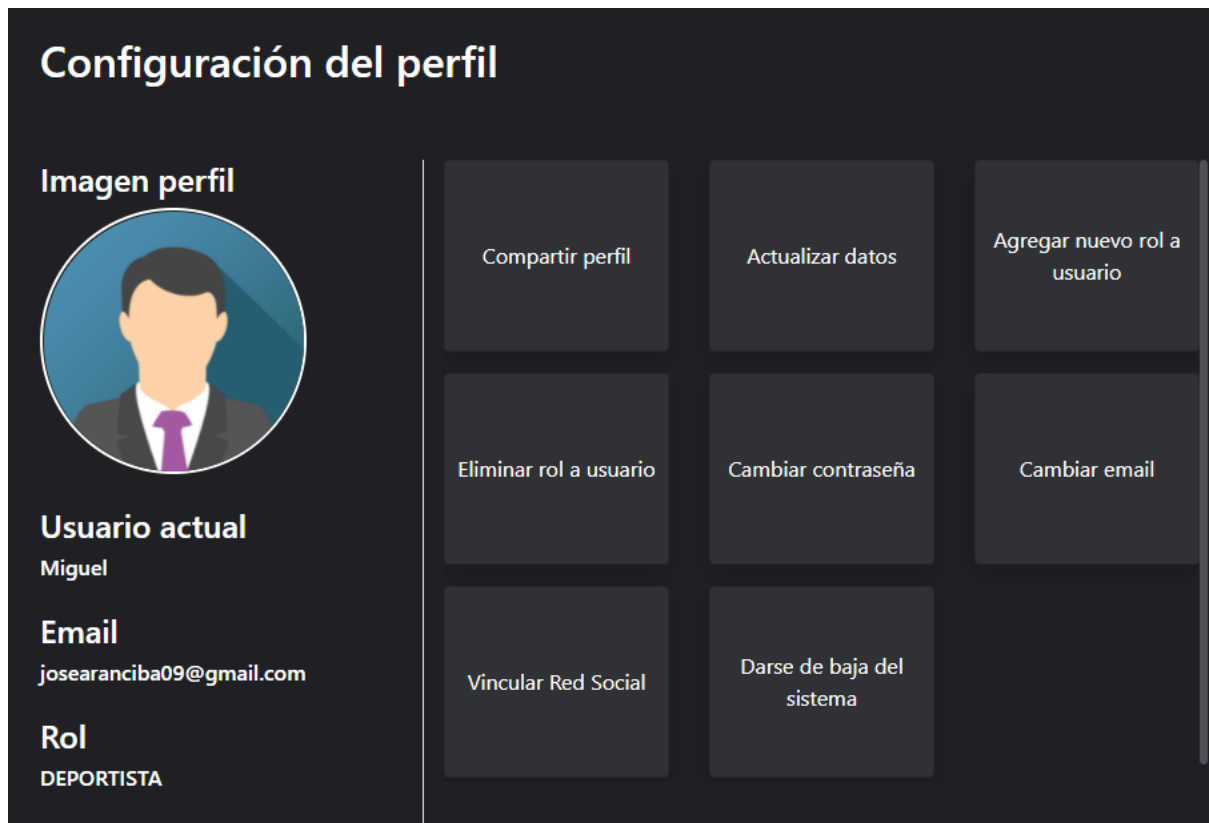 Configuración del perfil
Imagen perfil
Usuario actual
Miguel
Email
josearanciba09@gmail.com
Rol
DEPORTISTA
Compartir perfil
Actualizar datos
Agregar nuevo rol a
usuario
Eliminar rol a usuario
Cambiar contraseña
Cambiar email
Vincular Red Social
Darse de baja del
sistema